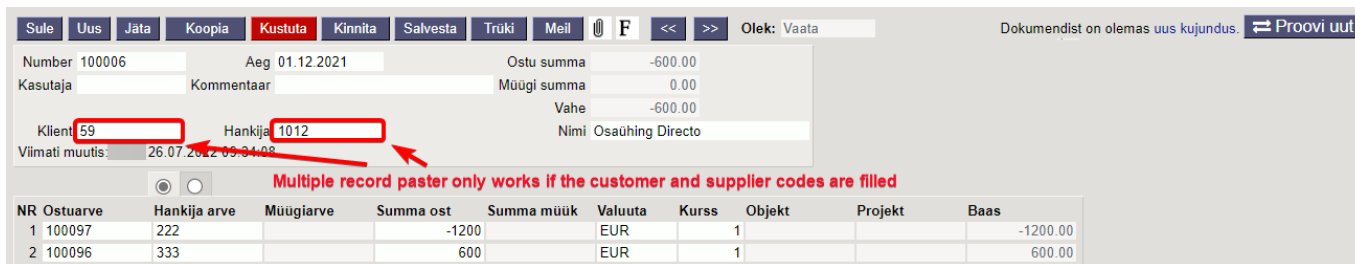 Sule Uus Jäta Koopia Kustuta Kinnita Salvesta Trüki Meil F << >> Olek: Vaata Dokumendist on olemas uus kujundus. Proovi uut
Number 100006 Aeg 01.12.2021 Ostu summa -600.00
Kasutaja Kommentaar Müügi summa 0.00
Vahe -600.00
Klient 59 Hankija 1012 Nimi Osaühing Directo
Viimati muutis: 26.07.2022 09:34:08
Multiple record paster only works if the customer and supplier codes are filled
NR Ostuarve Hankija arve Müügiarve Summa ost Summa müük Valuuta Kurss Objekt Projekt Baas
1 100097 222 -1200 EUR 1 -1200.00
2 100096 333 600 EUR 1 600.00